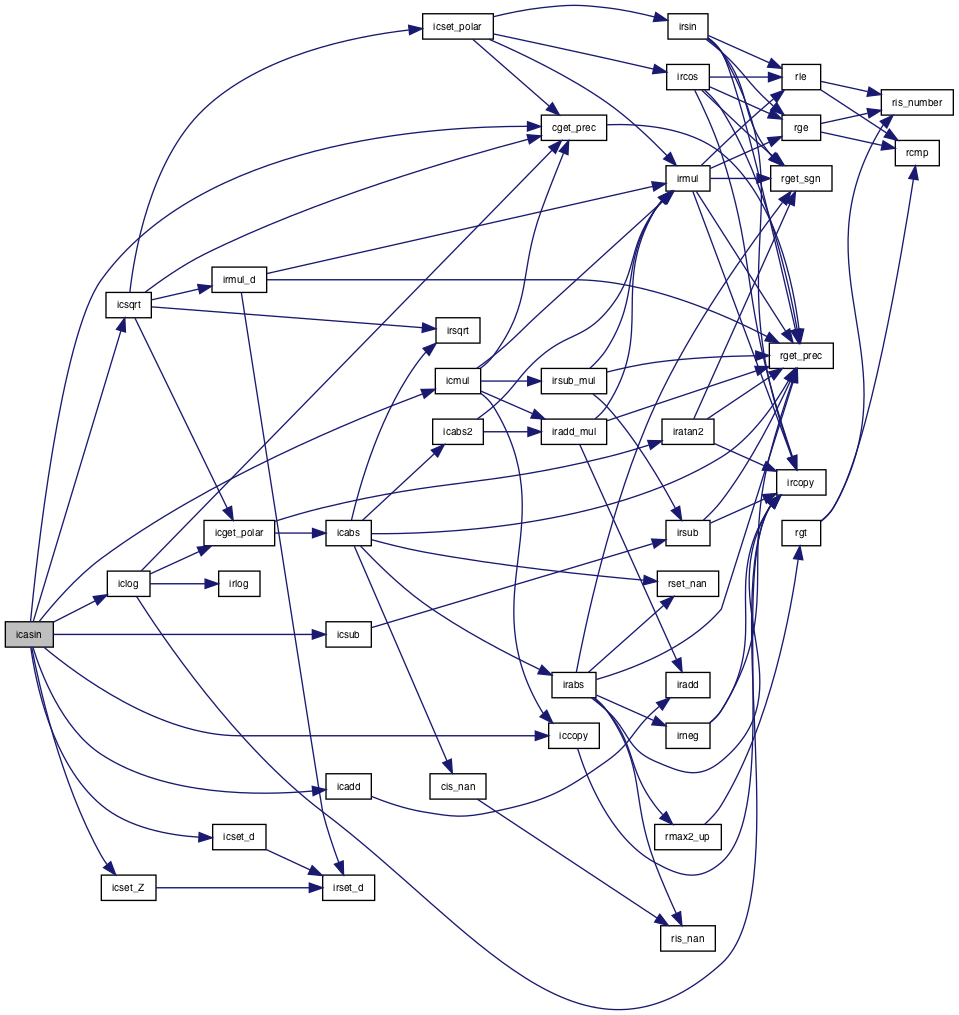 icset_polar
irsin
ircos
rle
ris_number
cget_prec
rge
rcmp
irmul
rget_sgn
irmul_d
icsqrt
irsqrt
rget_prec
icmul
irsub_mul
icabs2
iradd_mul
iratan2
ircopy
icget_polar
icabs
irsub
rgt
iclog
irlog
rset_nan
icasin
icsub
irabs
iradd
iccopy
irneg
icadd
cis_nan
icset_d
rmax2_up
icset_Z
irset_d
ris_nan